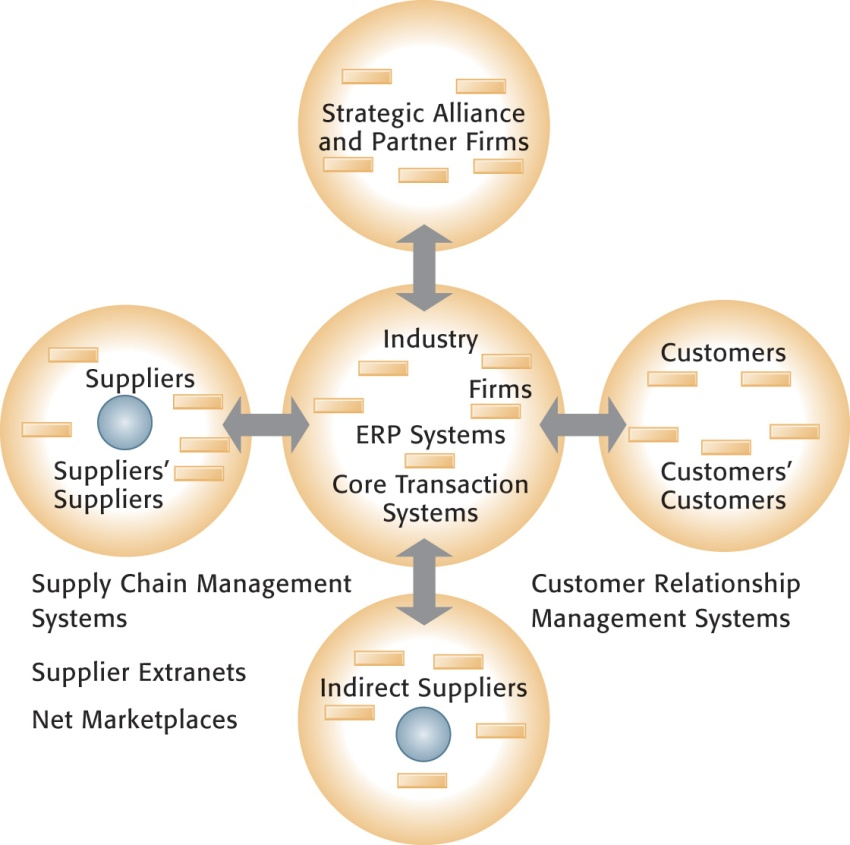 Strategic Alliance
and Partner Firms
Industry
Firms
ERP Systems
Core Transaction
Systems
Suppliers
Suppliers’
Suppliers
Customers
Customers’
Customers
Supply Chain Management
Systems
Supplier Extranets
Net Marketplaces
Customer Relationship
Management Systems
Indirect Suppliers